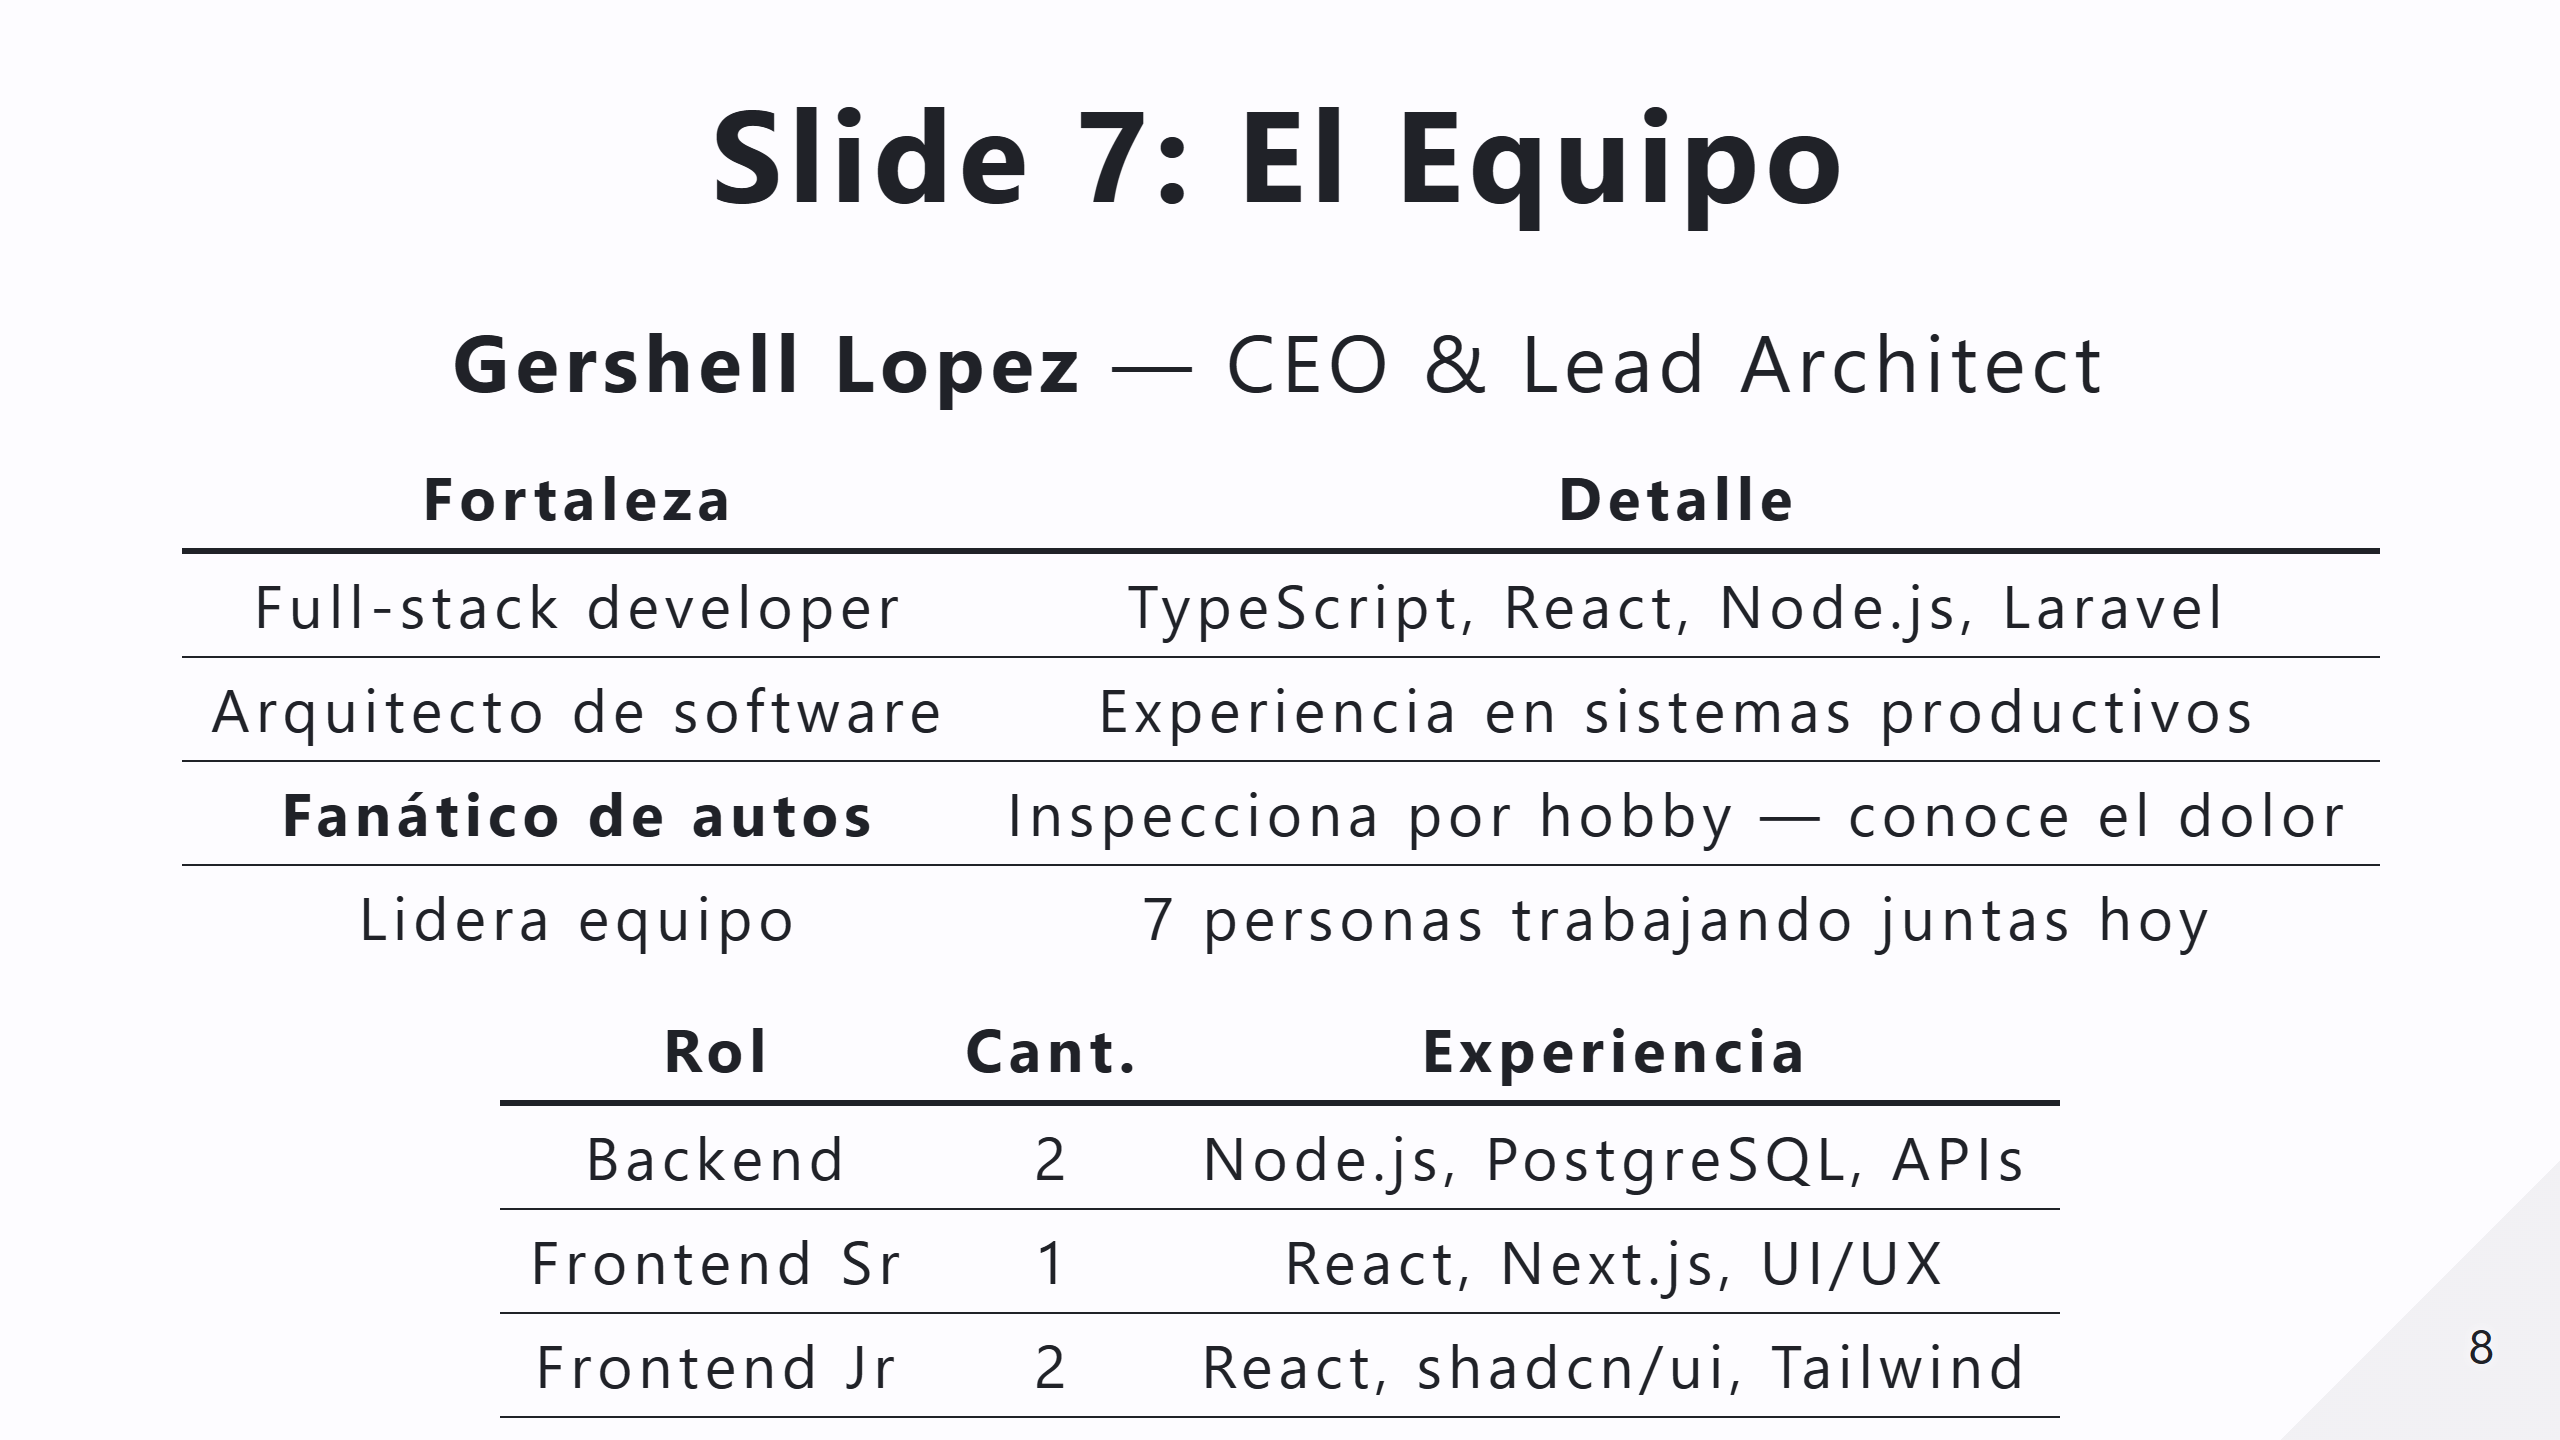 Slide 7: El Equipo
Gershell Lopez — CEO & Lead Architect
Fortaleza Detalle
Full-stack developer TypeScript, React, Node.js, Laravel
Arquitecto de software Experiencia en sistemas productivos
Fanático de autos Inspecciona por hobby — conoce el dolor
Lidera equipo 7 personas trabajando juntas hoy
Rol Cant. Experiencia
Backend 2 Node.js, PostgreSQL, APIs
Frontend Sr 1 React, Next.js, UI/UX
Frontend Jr 2 React, shadcn/ui, Tailwind
8